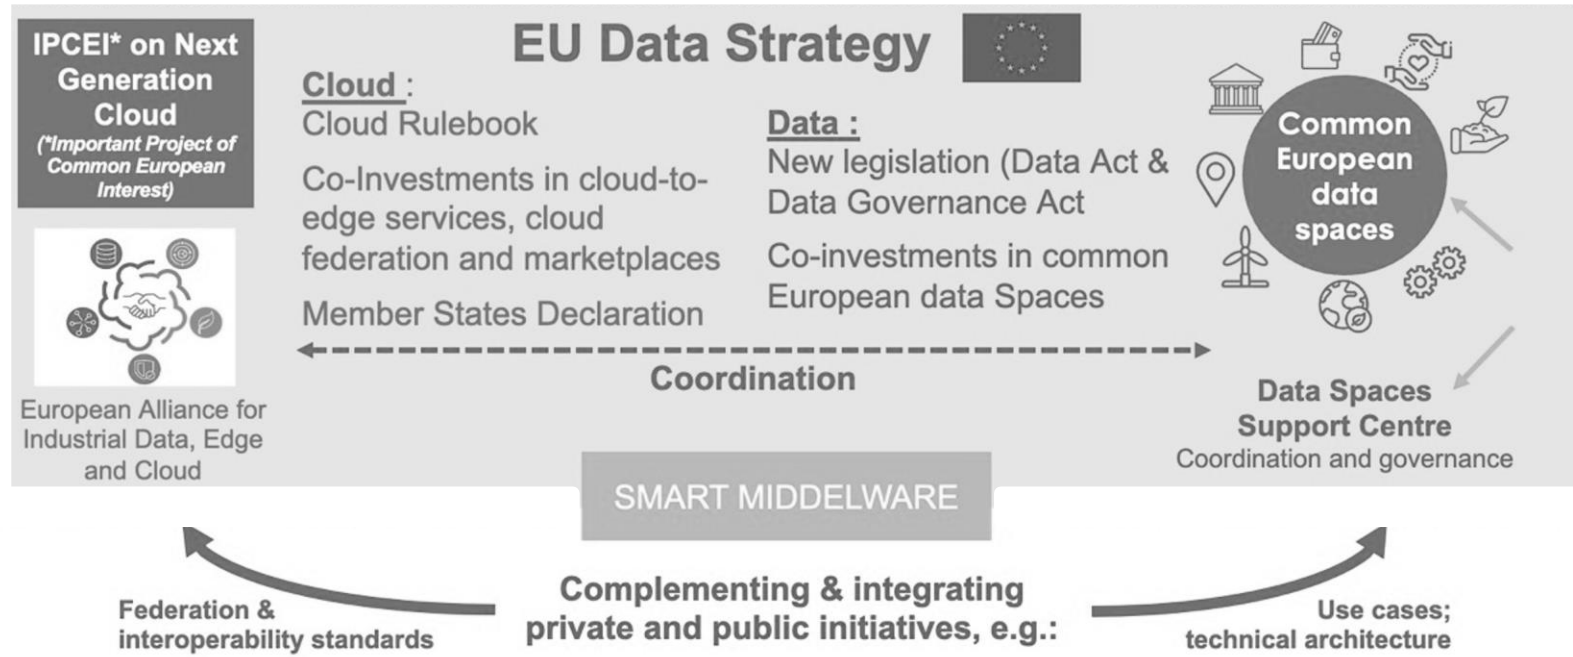 IPCEI* on Next
Generation
Cloud
(*Important Project of
Common European
Interest)
European Alliance for
Industrial Data, Edge
and Cloud
EU Data Strategy
Cloud :
Cloud Rulebook
Co-Investments in cloud-to-
edge services, cloud
federation and marketplaces
Member States Declaration
Data :
New legislation (Data Act &
Data Governance Act
Co-investments in common
European data Spaces
Coordination
Common
European
data
spaces
Data Spaces
Support Centre
Coordination and governance
SMART MIDDELWARE
Federation &
interoperability standards
Complementing & integrating
private and public initiatives, e.g.:
Use cases;
technical architecture